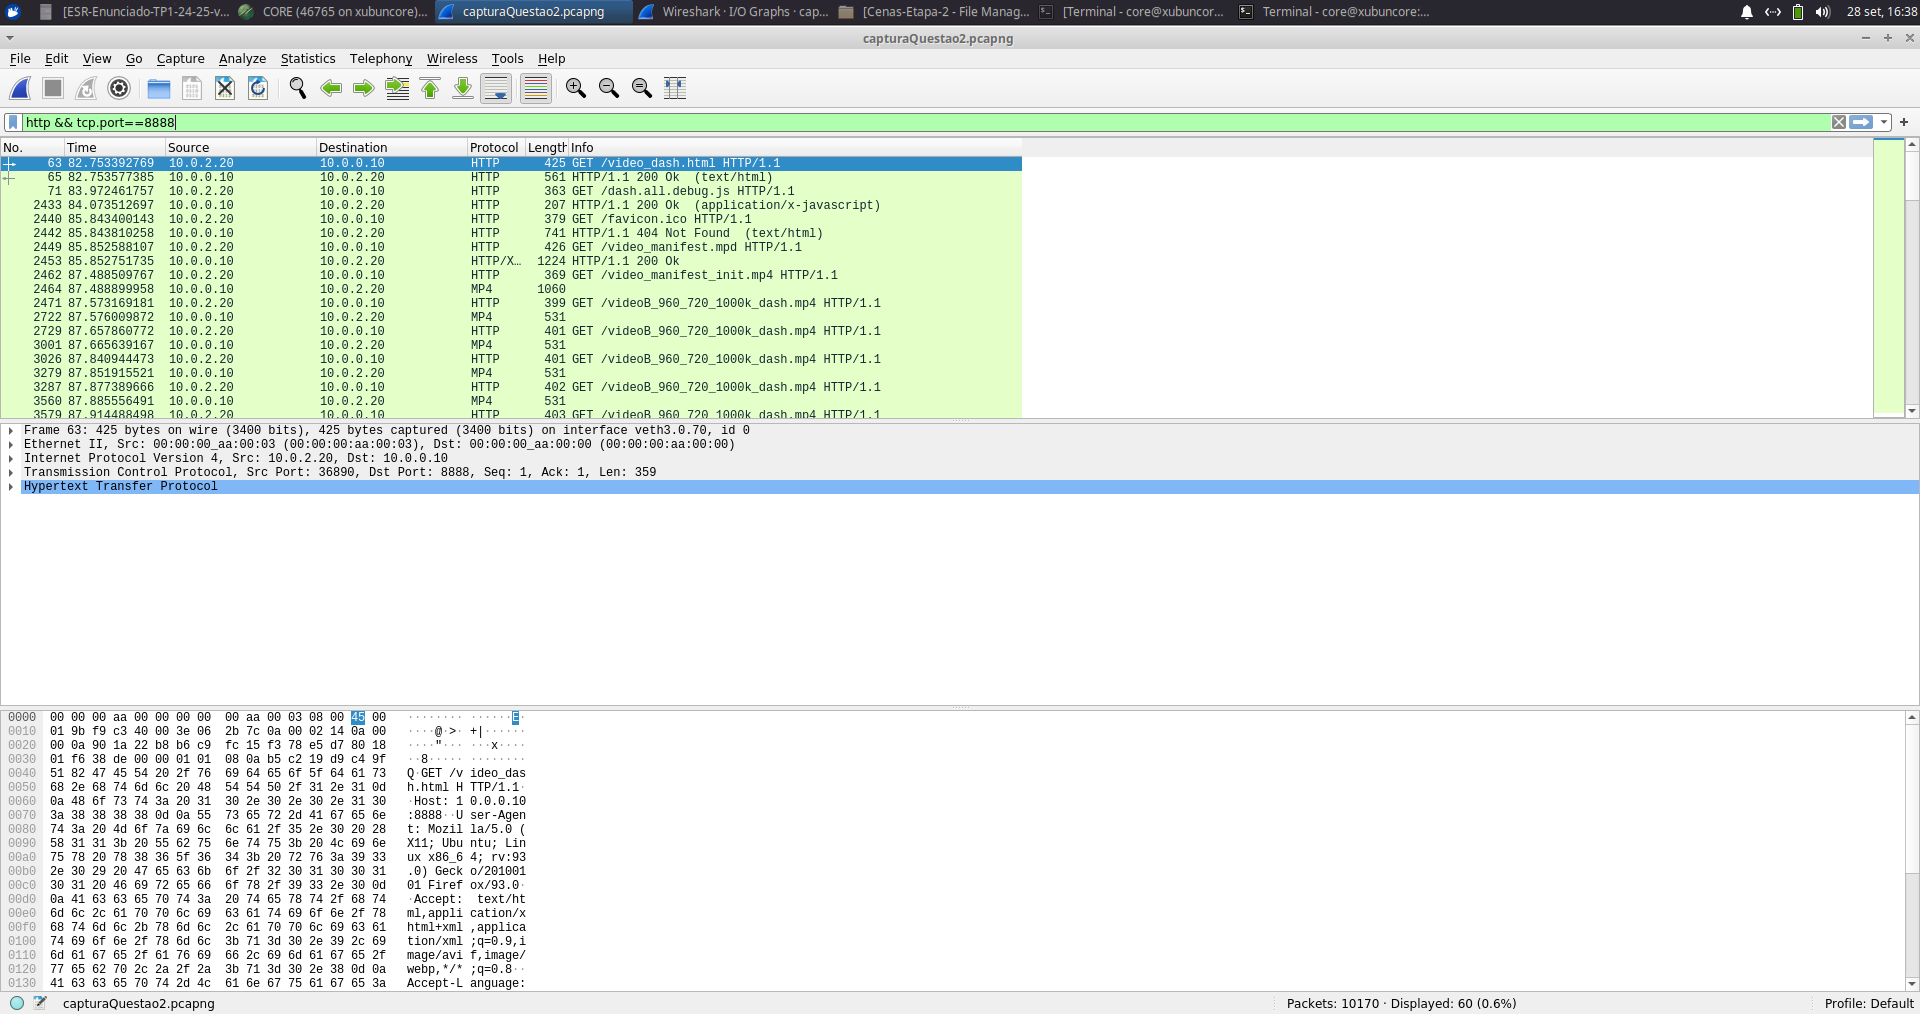 [ESR-Enunciado-TP1-24-25-v... CORE (46765 on xubuncore)... capturaQuestao2.pcapng Wireshark · I/O Graphs · cap... [Cenas-Etapa-2 - File Manag... [Terminal - core@xubuncor... Terminal - core@xubuncore:... 28 set, 16:38
capturaQuestao2.pcapng
File Edit View Go Capture Analyze Statistics Telephony Wireless Tools Help
http && tcp.port==8888
No. Time Source Destination Protocol Length Info
63 82.753392769 10.0.2.20 10.0.0.10 HTTP 425 GET /video_dash.html HTTP/1.1
65 82.753577385 10.0.0.10 10.0.2.20 HTTP 561 HTTP/1.1 200 Ok (text/html)
71 83.972461757 10.0.2.20 10.0.0.10 HTTP 363 GET /dash.all.debug.js HTTP/1.1
2433 84.073512697 10.0.0.10 10.0.2.20 HTTP 207 HTTP/1.1 200 Ok (application/x-javascript)
2440 85.843400143 10.0.2.20 10.0.0.10 HTTP 379 GET /favicon.ico HTTP/1.1
2442 85.843810258 10.0.0.10 10.0.2.20 HTTP 741 HTTP/1.1 404 Not Found (text/html)
2449 85.852588107 10.0.2.20 10.0.0.10 HTTP 426 GET /video_manifest.mpd HTTP/1.1
2453 85.852751735 10.0.0.10 10.0.2.20 HTTP/X… 1224 HTTP/1.1 200 Ok
2462 87.488509767 10.0.2.20 10.0.0.10 HTTP 369 GET /video_manifest_init.mp4 HTTP/1.1
2464 87.488899958 10.0.0.10 10.0.2.20 MP4 1060
2471 87.573169181 10.0.2.20 10.0.0.10 HTTP 399 GET /videoB_960_720_1000k_dash.mp4 HTTP/1.1
2722 87.576009872 10.0.0.10 10.0.2.20 MP4 531
2729 87.657860772 10.0.2.20 10.0.0.10 HTTP 401 GET /videoB_960_720_1000k_dash.mp4 HTTP/1.1
3001 87.665639167 10.0.0.10 10.0.2.20 MP4 531
3026 87.840944473 10.0.2.20 10.0.0.10 HTTP 401 GET /videoB_960_720_1000k_dash.mp4 HTTP/1.1
3279 87.851915521 10.0.0.10 10.0.2.20 MP4 531
3287 87.877389666 10.0.2.20 10.0.0.10 HTTP 402 GET /videoB_960_720_1000k_dash.mp4 HTTP/1.1
3560 87.885556491 10.0.0.10 10.0.2.20 MP4 531
3579 87.914488498 10.0.2.20 10.0.0.10 HTTP 403 GET /videoB_960_720_1000k_dash.mp4 HTTP/1.1
Frame 63: 425 bytes on wire (3400 bits), 425 bytes captured (3400 bits) on interface veth3.0.70, id 0
Ethernet II, Src: 00:00:00_aa:00:03 (00:00:00:aa:00:03), Dst: 00:00:00_aa:00:00 (00:00:00:aa:00:00)
Internet Protocol Version 4, Src: 10.0.2.20, Dst: 10.0.0.10
Transmission Control Protocol, Src Port: 36890, Dst Port: 8888, Seq: 1, Ack: 1, Len: 359
Hypertext Transfer Protocol
0000 00 00 00 aa 00 00 00 00 00 aa 00 03 08 00 45 00 ········ ······E·
0010 01 9b f9 c3 40 00 3e 06 2b 7c 0a 00 02 14 0a 00 ····@·>· +|······
0020 00 0a 90 1a 22 b8 b6 c9 fc 15 f3 78 e5 d7 80 18 ····"··· ···x····
0030 01 f6 38 de 00 00 01 01 08 0a b5 c2 19 d9 c4 9f ··8····· ········
0040 51 82 47 45 54 20 2f 76 69 64 65 6f 5f 64 61 73 Q·GET /v ideo_das
0050 68 2e 68 74 6d 6c 20 48 54 54 50 2f 31 2e 31 0d h.html H TTP/1.1·
0060 0a 48 6f 73 74 3a 20 31 30 2e 30 2e 30 2e 31 30 ·Host: 1 0.0.0.10
0070 3a 38 38 38 38 0d 0a 55 73 65 72 2d 41 67 65 6e :8888··U ser-Agen
0080 74 3a 20 4d 6f 7a 69 6c 6c 61 2f 35 2e 30 20 28 t: Mozil la/5.0 (
0090 58 31 31 3b 20 55 62 75 6e 74 75 3b 20 4c 69 6e X11; Ubu ntu; Lin
00a0 75 78 20 78 38 36 5f 36 34 3b 20 72 76 3a 39 33 ux x86_6 4; rv:93
00b0 2e 30 29 20 47 65 63 6b 6f 2f 32 30 31 30 30 31 .0) Geck o/201001
00c0 30 31 20 46 69 72 65 66 6f 78 2f 39 33 2e 30 0d 01 Firef ox/93.0·
00d0 0a 41 63 63 65 70 74 3a 20 74 65 78 74 2f 68 74 ·Accept: text/ht
00e0 6d 6c 2c 61 70 70 6c 69 63 61 74 69 6f 6e 2f 78 ml,appli cation/x
00f0 68 74 6d 6c 2b 78 6d 6c 2c 61 70 70 6c 69 63 61 html+xml ,applica
0100 74 69 6f 6e 2f 78 6d 6c 3b 71 3d 30 2e 39 2c 69 tion/xml ;q=0.9,i
0110 6d 61 67 65 2f 61 76 69 66 2c 69 6d 61 67 65 2f mage/avi f,image/
0120 77 65 62 70 2c 2a 2f 2a 3b 71 3d 30 2e 38 0d 0a webp,*/* ;q=0.8··
0130 41 63 63 65 70 74 2d 4c 61 6e 67 75 61 67 65 3a Accept-L anguage:
capturaQuestao2.pcapng Packets: 10170 · Displayed: 60 (0.6%) Profile: Default